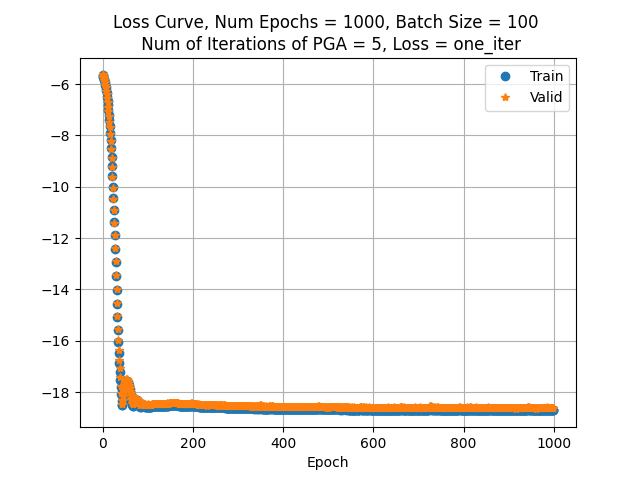 Loss Curve, Num Epochs = 1000, Batch Size = 100
Num of Iterations of PGA = 5, Loss = one_iter
Train
Valid
−6
−8
−10
−12
−14
−16
−18
0 200 400 600 800 1000
Epoch